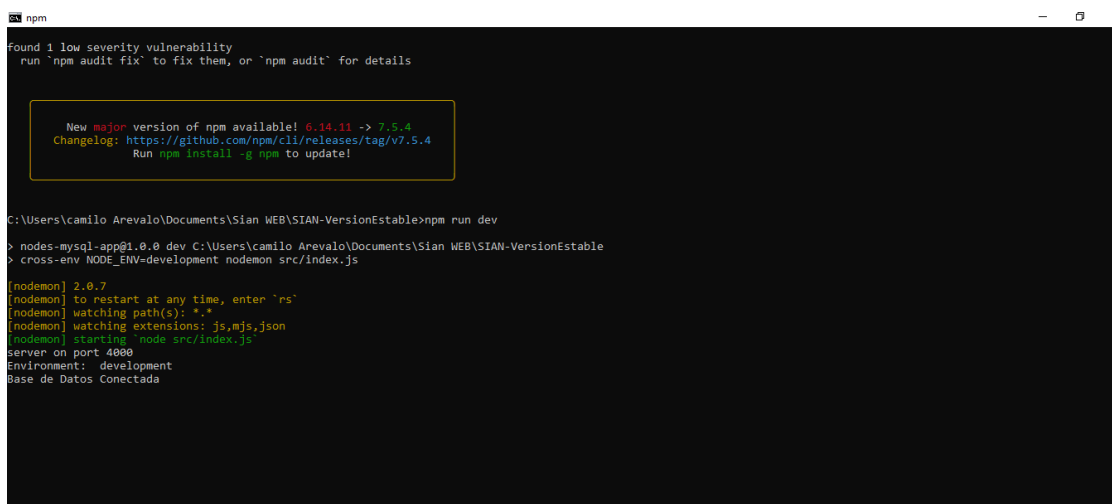 npm
found 1 low severity vulnerability
run `npm audit fix` to fix them, or `npm audit` for details
New major version of npm available! 6.14.11 -> 7.5.4
Changelog: https://github.com/npm/cli/releases/tag/v7.5.4
Run npm install -g npm to update!
C:\Users\camilo Arevalo\Documents\Sian WEB\SIAN-VersionEstable>npm run dev
> nodes-mysql-app@1.0.0 dev C:\Users\camilo Arevalo\Documents\Sian WEB\SIAN-VersionEstable
> cross-env NODE_ENV=development nodemon src/index.js
[nodemon] 2.0.7
[nodemon] to restart at any time, enter `rs`
[nodemon] watching path(s): *.*
[nodemon] watching extensions: js,mjs,json
[nodemon] starting `node src/index.js`
server on port 4000
Environment:  development
Base de Datos Conectada